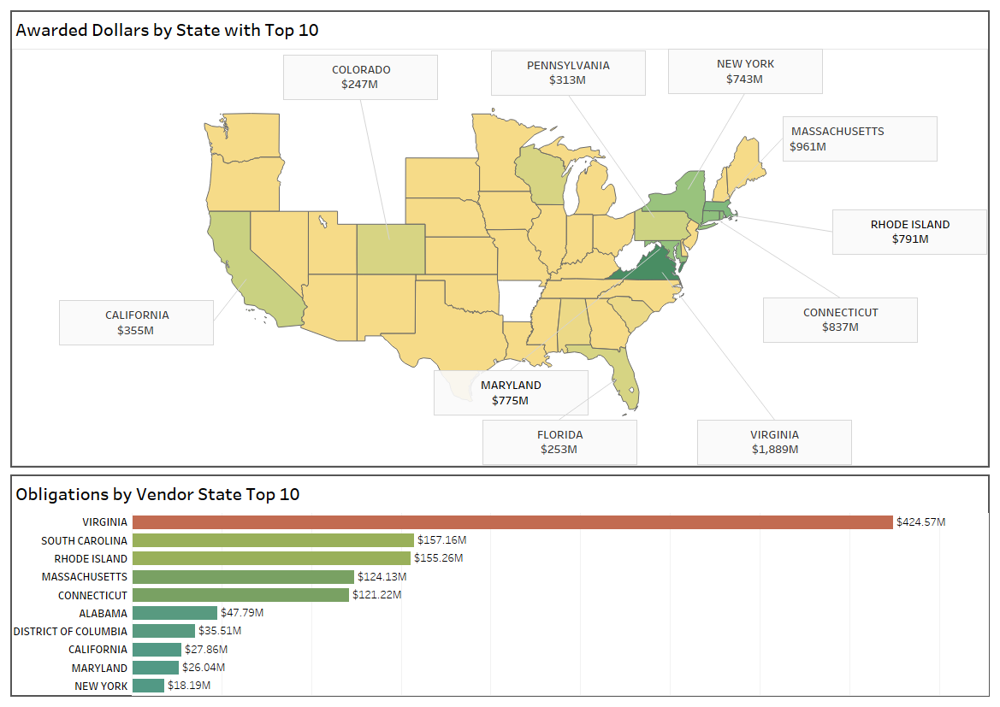 Awarded Dollars by State with Top 10
COLORADO
$247M
PENNSYLVANIA
$313M
NEW YORK
$743M
MASSACHUSETTS
$961M
RHODE ISLAND
$791M
CALIFORNIA
$355M
CONNECTICUT
$837M
MARYLAND
$775M
FLORIDA
$253M
VIRGINIA
$1,889M
Obligations by Vendor State Top 10
VIRGINIA $424.57M
SOUTH CAROLINA $157.16M
RHODE ISLAND $155.26M
MASSACHUSETTS $124.13M
CONNECTICUT $121.22M
ALABAMA $47.79M
DISTRICT OF COLUMBIA $35.51M
CALIFORNIA $27.86M
MARYLAND $26.04M
NEW YORK $18.19M